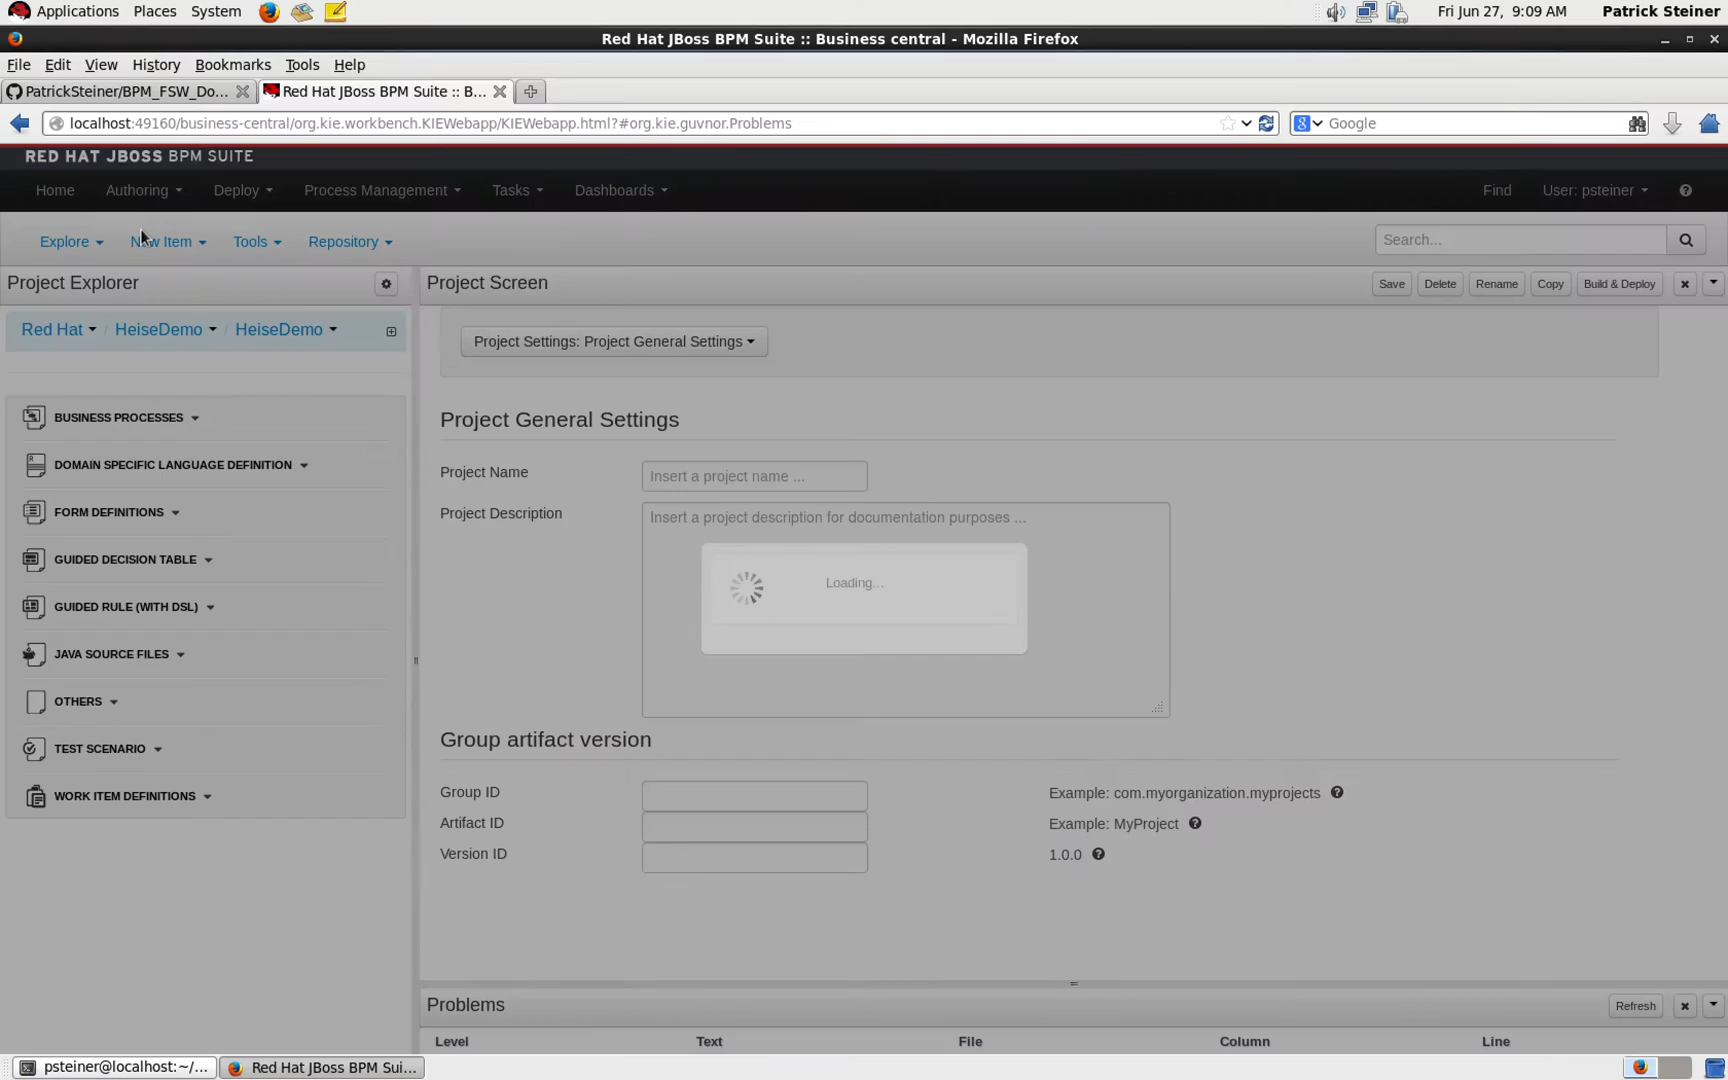 Applications Places System Fri Jun 27, 9:09 AM Patrick Steiner
Red Hat JBoss BPM Suite :: Business central - Mozilla Firefox
File Edit View History Bookmarks Tools Help
PatrickSteiner/BPM_FSW_Do... Red Hat JBoss BPM Suite :: B...
localhost:49160/business-central/org.kie.workbench.KIEWebapp/KIEWebapp.html?#org.kie.guvnor.Problems Google
RED HAT JBOSS BPM SUITE
Home Authoring Deploy Process Management Tasks Dashboards Find User: psteiner
Explore New Item Tools Repository Search...
Project Explorer Project Screen Save Delete Rename Copy Build & Deploy
Red Hat / HeiseDemo / HeiseDemo
Project Settings: Project General Settings
BUSINESS PROCESSES
DOMAIN SPECIFIC LANGUAGE DEFINITION
FORM DEFINITIONS
GUIDED DECISION TABLE
GUIDED RULE (WITH DSL)
JAVA SOURCE FILES
OTHERS
TEST SCENARIO
WORK ITEM DEFINITIONS
Project General Settings
Project Name Insert a project name ...
Project Description Insert a project description for documentation purposes ...
Loading...
Group artifact version
Group ID Example: com.myorganization.myprojects
Artifact ID Example: MyProject
Version ID 1.0.0
Problems Refresh
Level Text File Column Line
psteiner@localhost:~/... Red Hat JBoss BPM Sui...